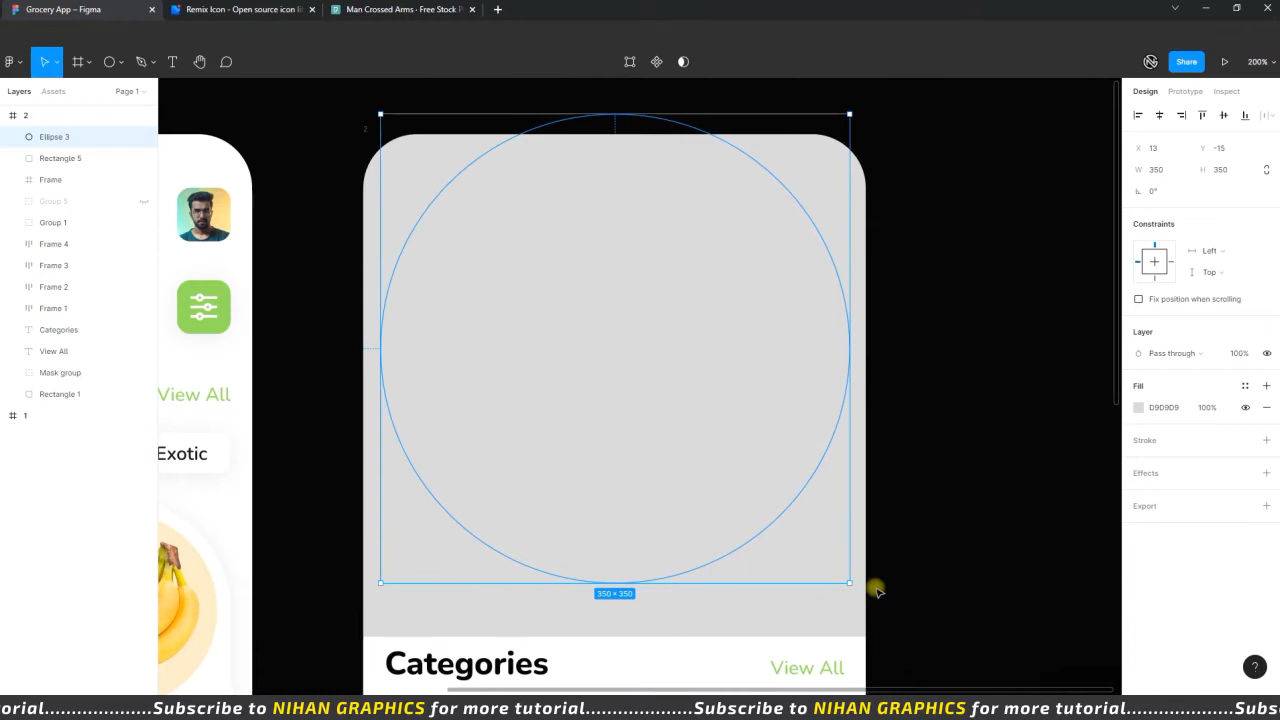 Grocery App – Figma
Remix Icon - Open source icon li
Man Crossed Arms · Free Stock P
Share
200%
Layers
Assets
Page 1
Design
Prototype
Inspect
2
Ellipse 3
Rectangle 5
Frame
Group 5
Group 1
Frame 4
Frame 3
Frame 2
Frame 1
Categories
View All
Mask group
Rectangle 1
1
2
View All
Exotic
350 × 350
Categories
View All
X 13
Y -15
W 350
H 350
0°
Constraints
Left
Top
Fix position when scrolling
Layer
Pass through
100%
Fill
D9D9D9
100%
Stroke
Effects
Export
?
torial..................Subscribe to NIHAN GRAPHICS for more tutorial..................Subscribe to NIHAN GRAPHICS for more tutorial..................Subs